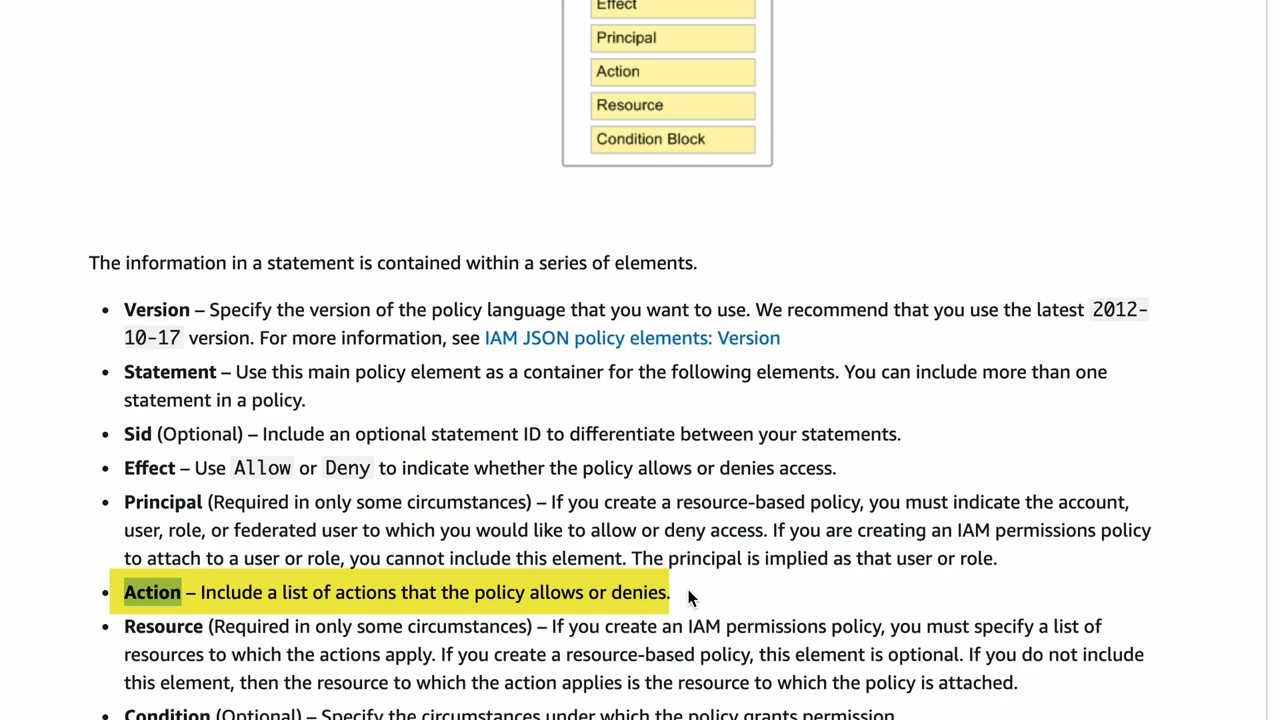 Effect
Principal
Action
Resource
Condition Block
The information in a statement is contained within a series of elements.
• Version – Specify the version of the policy language that you want to use. We recommend that you use the latest 2012-
10-17 version. For more information, see IAM JSON policy elements: Version
• Statement – Use this main policy element as a container for the following elements. You can include more than one
statement in a policy.
• Sid (Optional) – Include an optional statement ID to differentiate between your statements.
• Effect – Use Allow or Deny to indicate whether the policy allows or denies access.
• Principal (Required in only some circumstances) – If you create a resource-based policy, you must indicate the account,
user, role, or federated user to which you would like to allow or deny access. If you are creating an IAM permissions policy
to attach to a user or role, you cannot include this element. The principal is implied as that user or role.
• Action – Include a list of actions that the policy allows or denies.
• Resource (Required in only some circumstances) – If you create an IAM permissions policy, you must specify a list of
resources to which the actions apply. If you create a resource-based policy, this element is optional. If you do not include
this element, then the resource to which the action applies is the resource to which the policy is attached.
• Condition (Optional) – Specify the circumstances under which the policy grants permission.